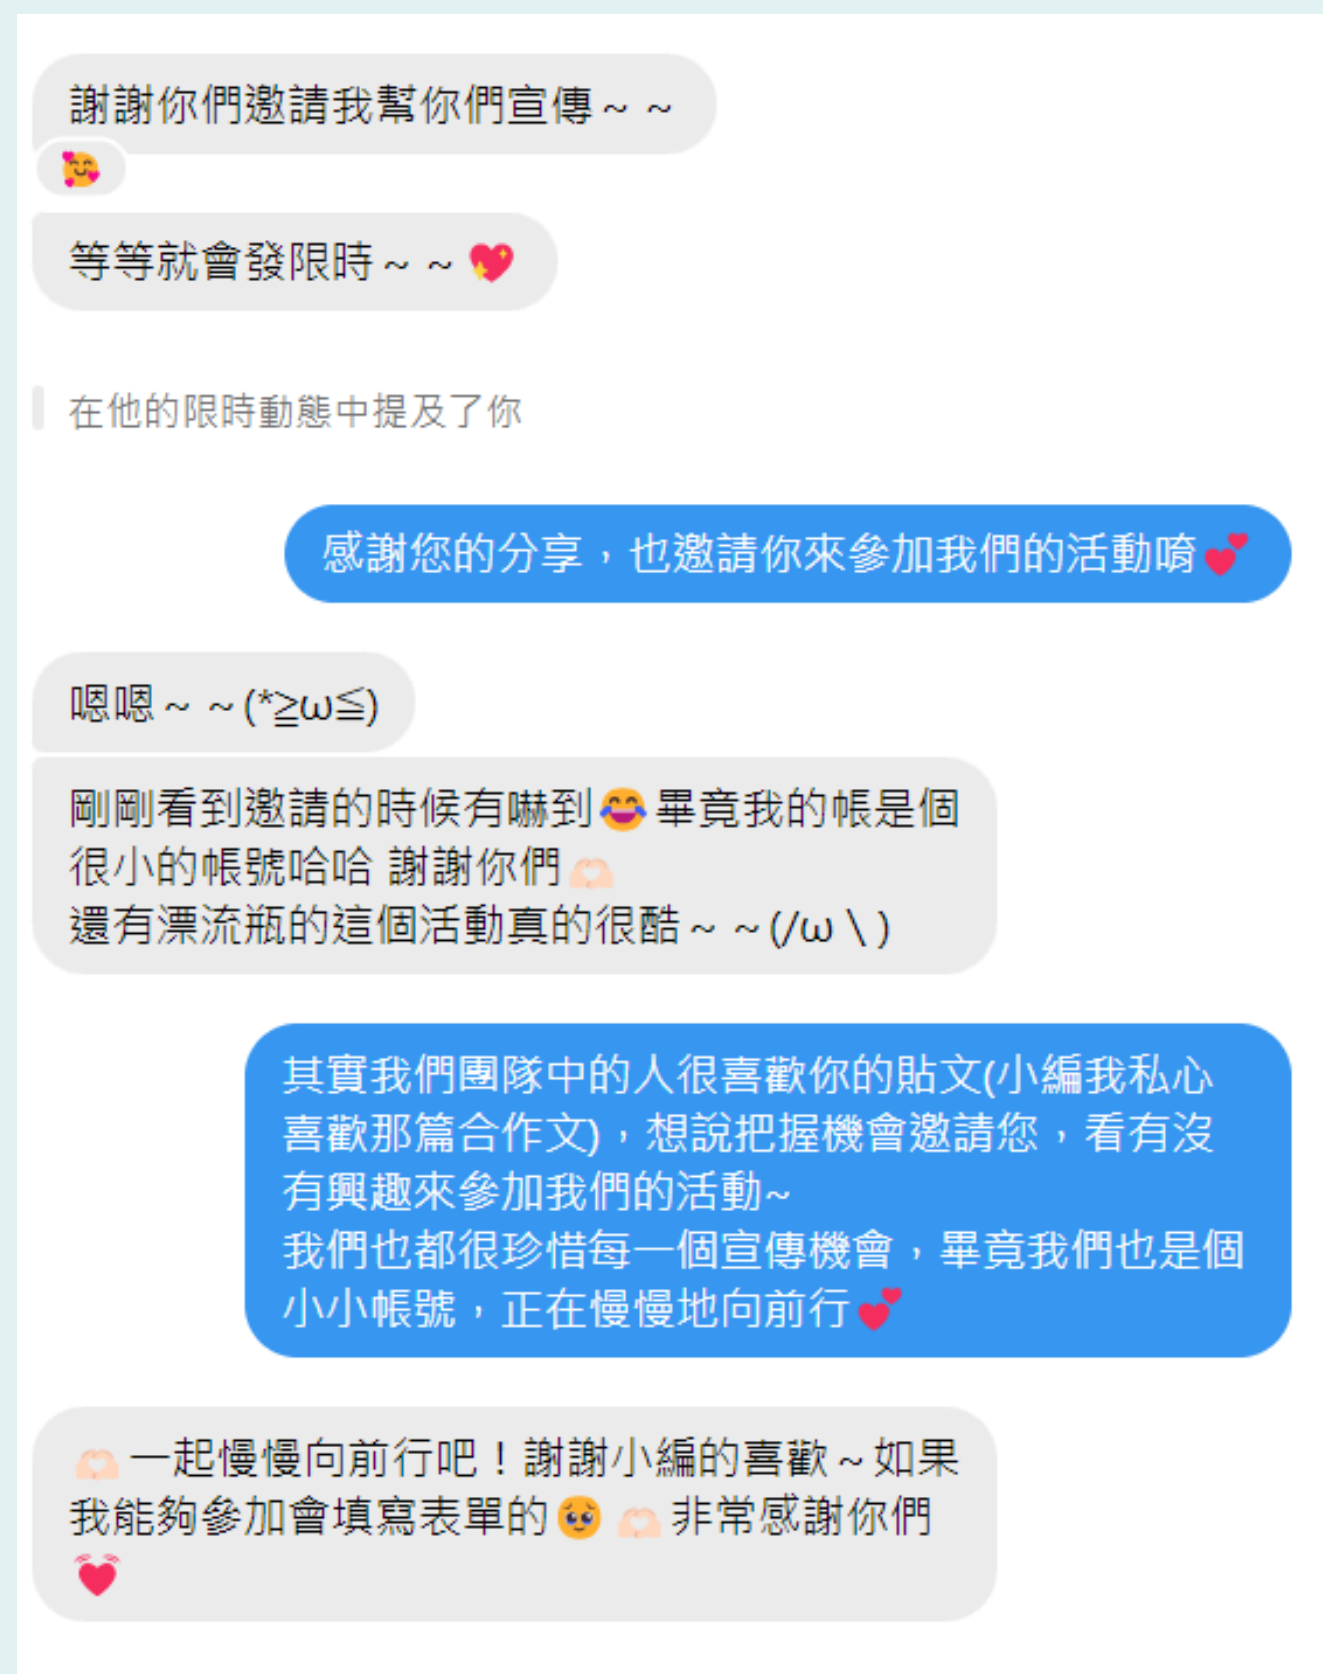 謝謝你們邀請我幫你們宣傳～～
🥰
等等就會發限時～～💖
在他的限時動態中提及了你
感謝您的分享，也邀請你來參加我們的活動唷💕
嗯嗯～～(*≧ω≦)
剛剛看到邀請的時候有嚇到😂畢竟我的帳是個
很小的帳號哈哈 謝謝你們🫶🏻
還有漂流瓶的這個活動真的很酷～～(/ω＼)
其實我們團隊中的人很喜歡你的貼文(小編我私心
喜歡那篇合作文)，想說把握機會邀請您，看有沒
有興趣來參加我們的活動~
我們也都很珍惜每一個宣傳機會，畢竟我們也是個
小小帳號，正在慢慢地向前行💕
🫶🏻一起慢慢向前行吧！謝謝小編的喜歡～如果
我能夠參加會填寫表單的🥺🫶🏻非常感謝你們
💓